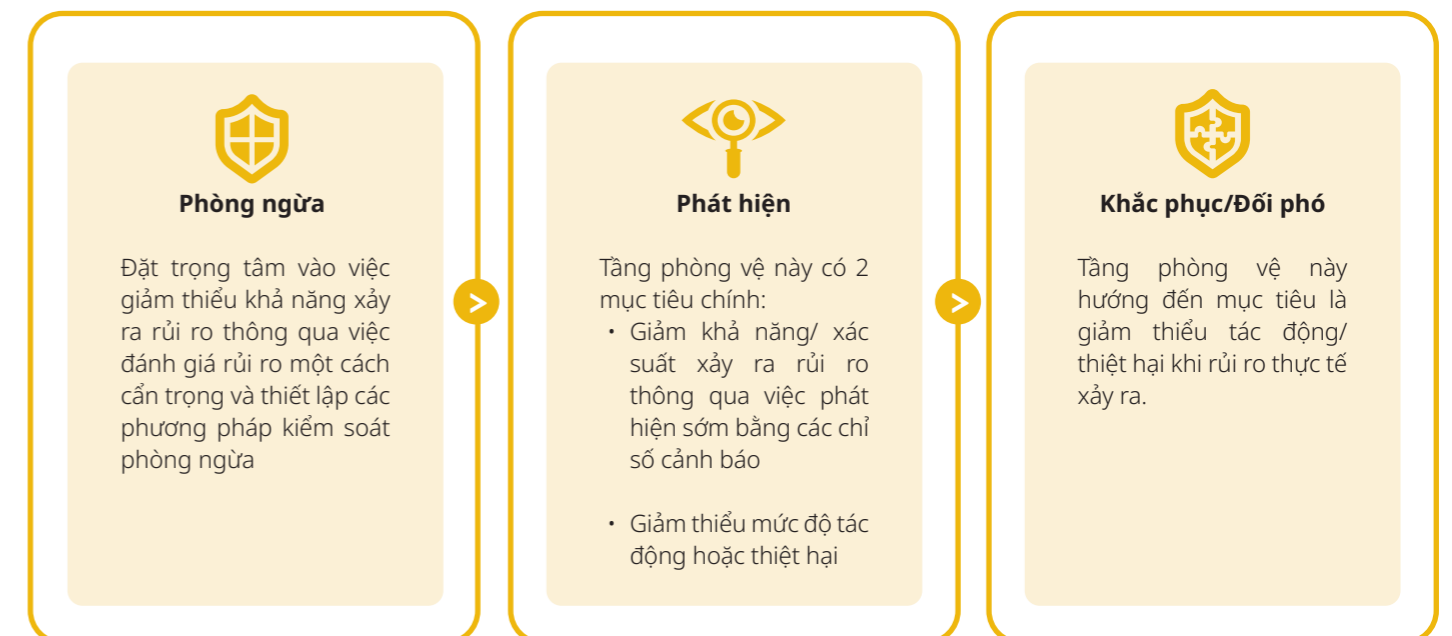 Phòng ngừa
Đặt trọng tâm vào việc
giảm thiểu khả năng xảy
ra rủi ro thông qua việc
đánh giá rủi ro một cách
cẩn trọng và thiết lập các
phương pháp kiểm soát
phòng ngừa
Phát hiện
Tầng phòng vệ này có 2
mục tiêu chính:
• Giảm khả năng/ xác
suất xảy ra rủi ro
thông qua việc phát
hiện sớm bằng các chỉ
số cảnh báo
• Giảm thiểu mức độ tác
động hoặc thiệt hại
Khắc phục/Đối phó
Tầng phòng vệ này
hướng đến mục tiêu là
giảm thiểu tác động/
thiệt hại khi rủi ro thực tế
xảy ra.